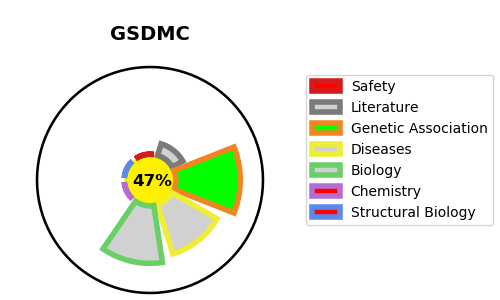 GSDMC
47%
Safety
Literature
Genetic Association
Diseases
Biology
Chemistry
Structural Biology